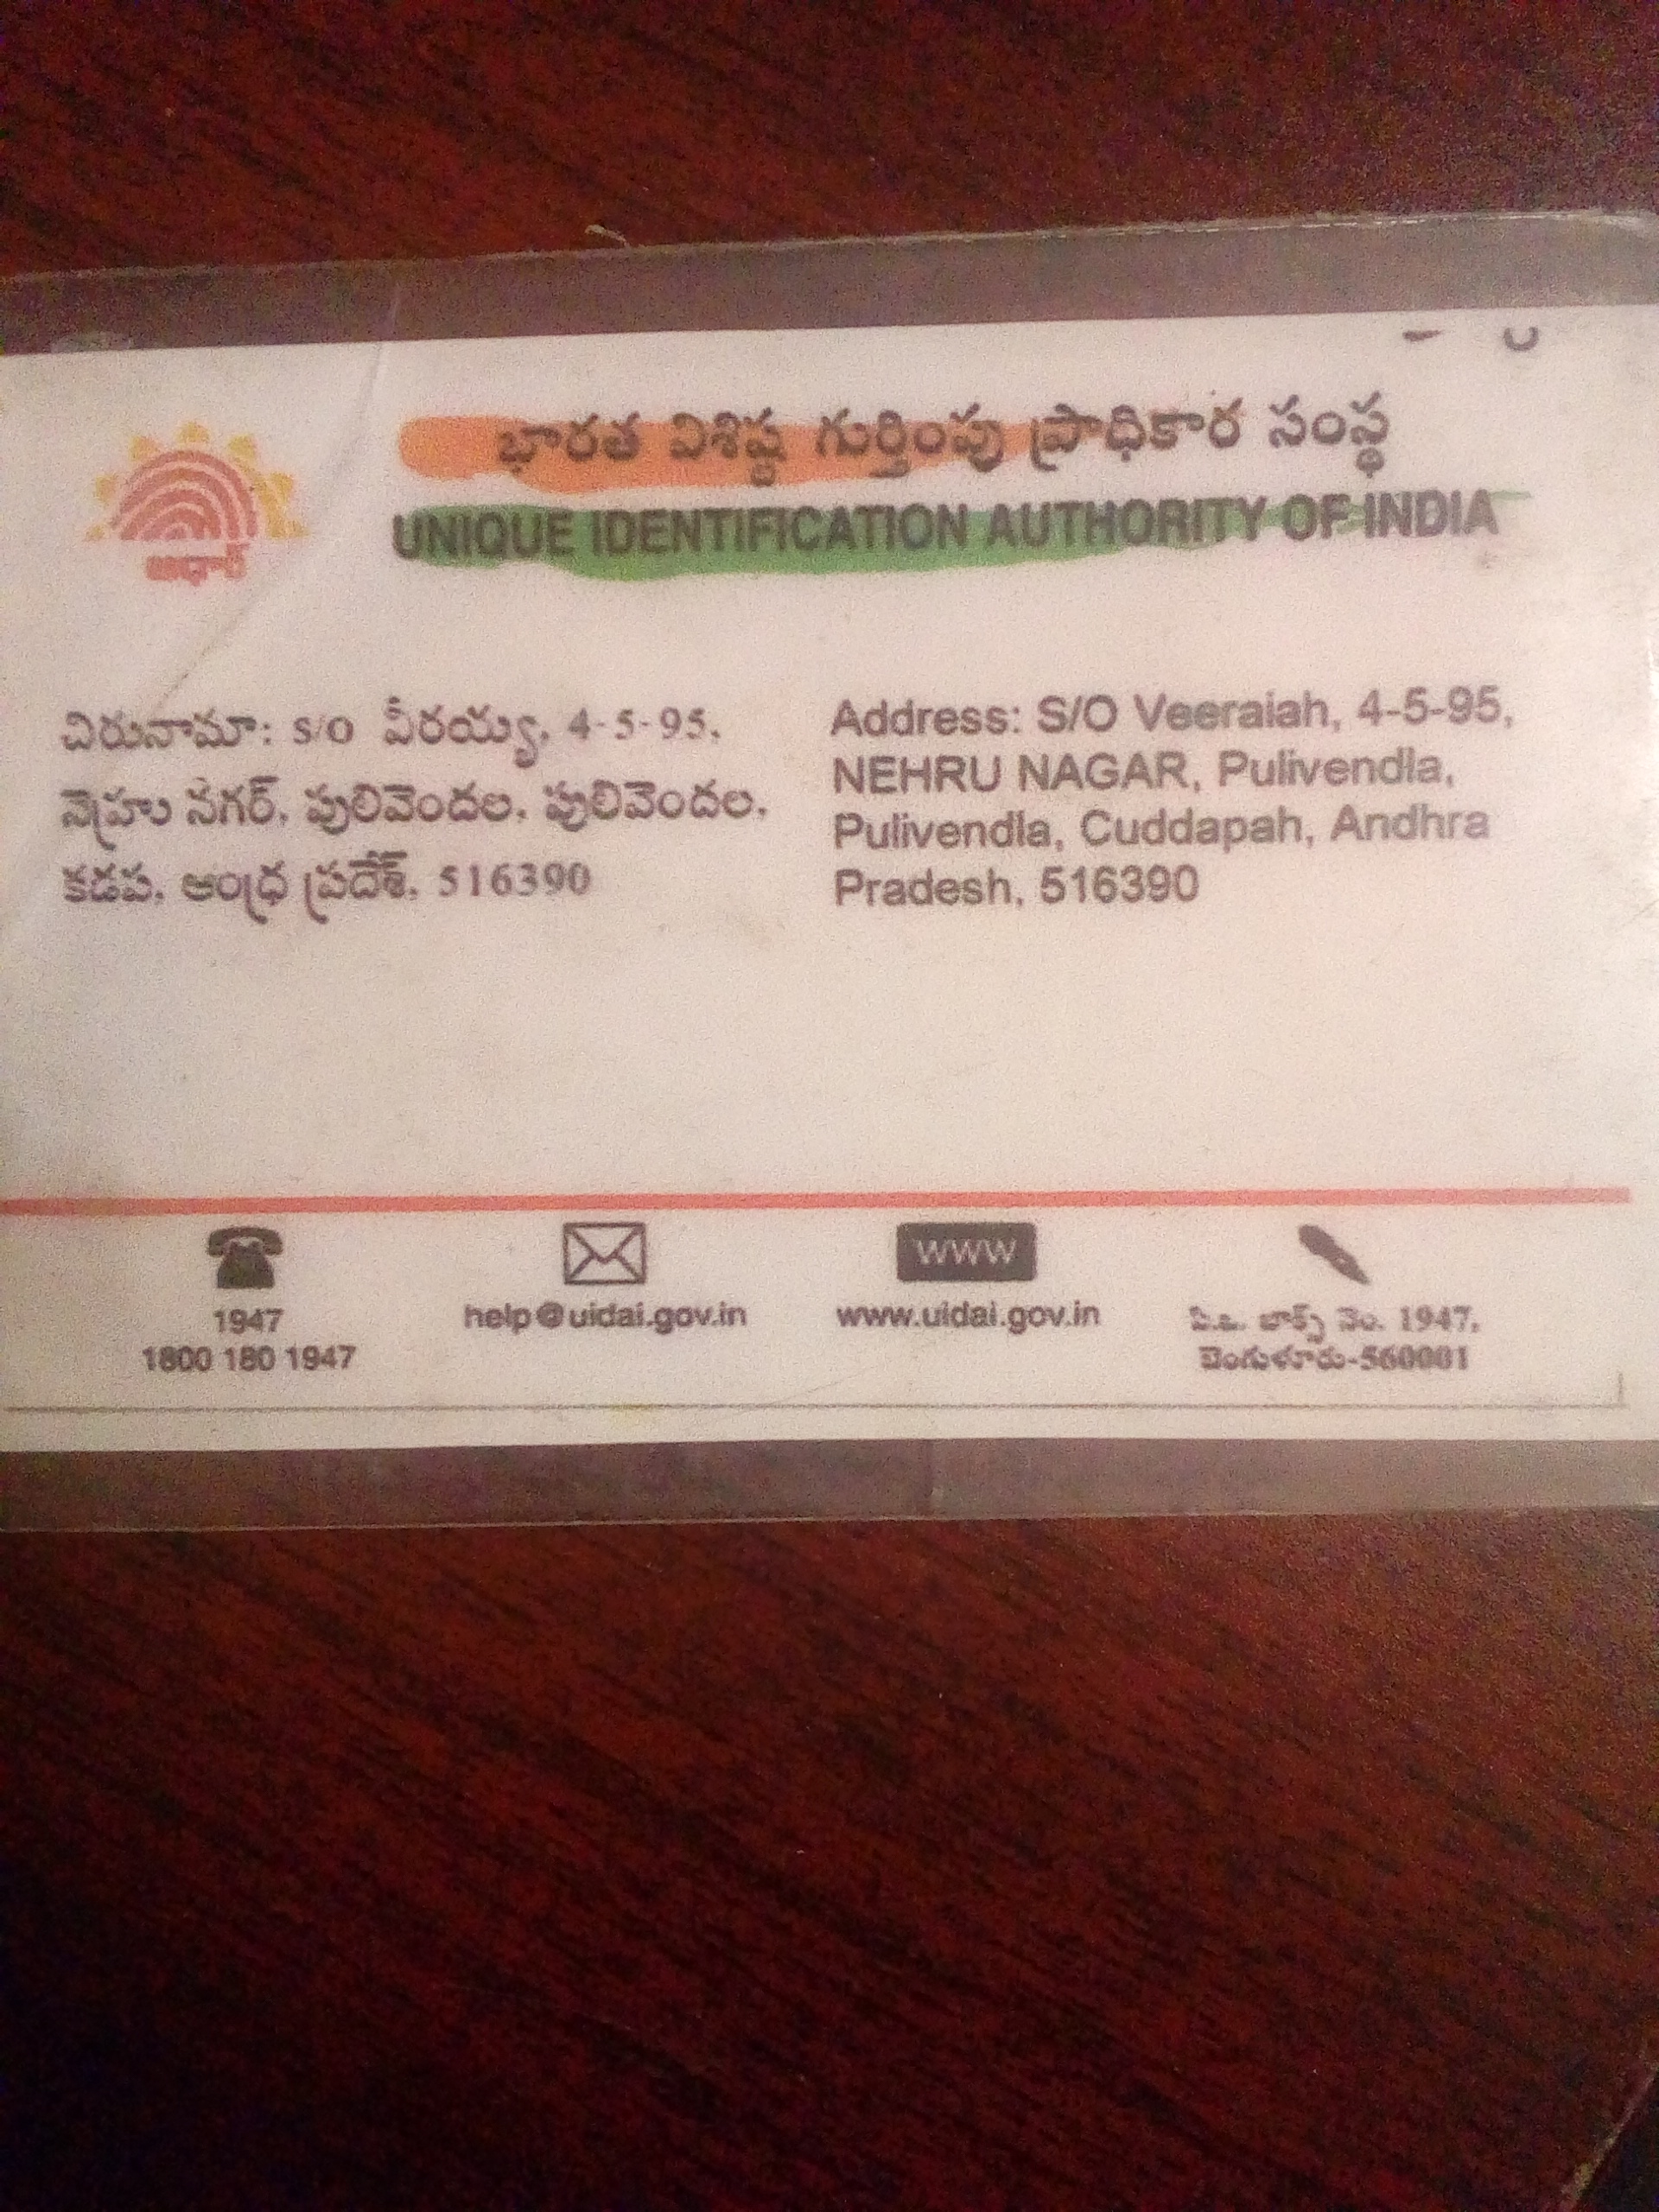 భారత విశిష్ట గుర్తింపు ప్రాధికార సంస్థ
UNIQUE IDENTIFICATION AUTHORITY OF INDIA
ఆధార్
చిరునామా: S/O వీరయ్య, 4-5-95,
నెహ్రు నగర్, పులివెందల, పులివెందల,
కడప, ఆంధ్ర ప్రదేశ్, 516390
Address: S/O Veeraiah, 4-5-95,
NEHRU NAGAR, Pulivendla,
Pulivendla, Cuddapah, Andhra
Pradesh, 516390
1947
1800 180 1947
help@uidai.gov.in
www
www.uidai.gov.in
పి.ఒ. బాక్స్ నెం. 1947,
బెంగుళూరు-560001